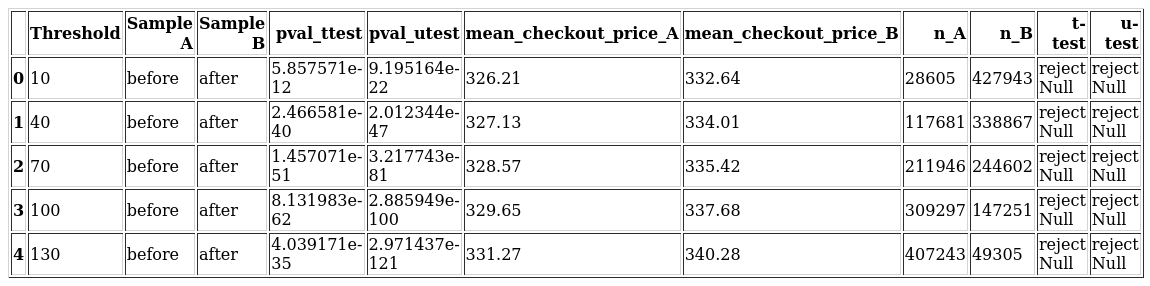 Threshold Sample A Sample B pval_ttest pval_utest mean_checkout_price_A mean_checkout_price_B n_A n_B t-test u-test
0 10 before after 5.857571e-12 9.195164e-22 326.21 332.64 28605 427943 reject Null reject Null
1 40 before after 2.466581e-40 2.012344e-47 327.13 334.01 117681 338867 reject Null reject Null
2 70 before after 1.457071e-51 3.217743e-81 328.57 335.42 211946 244602 reject Null reject Null
3 100 before after 8.131983e-62 2.885949e-100 329.65 337.68 309297 147251 reject Null reject Null
4 130 before after 4.039171e-35 2.971437e-121 331.27 340.28 407243 49305 reject Null reject Null